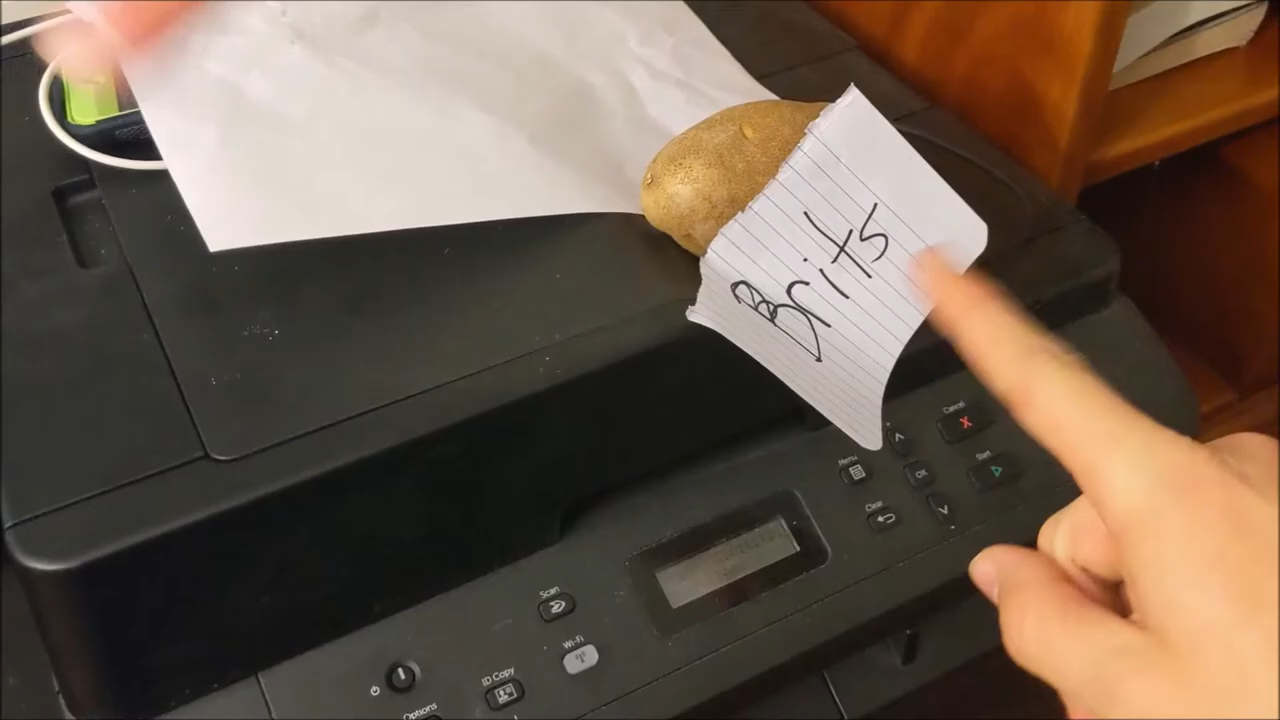 Brits
Cancel
Menu
OK
Start
Clear
Scan
Wi-Fi
ID Copy
Options